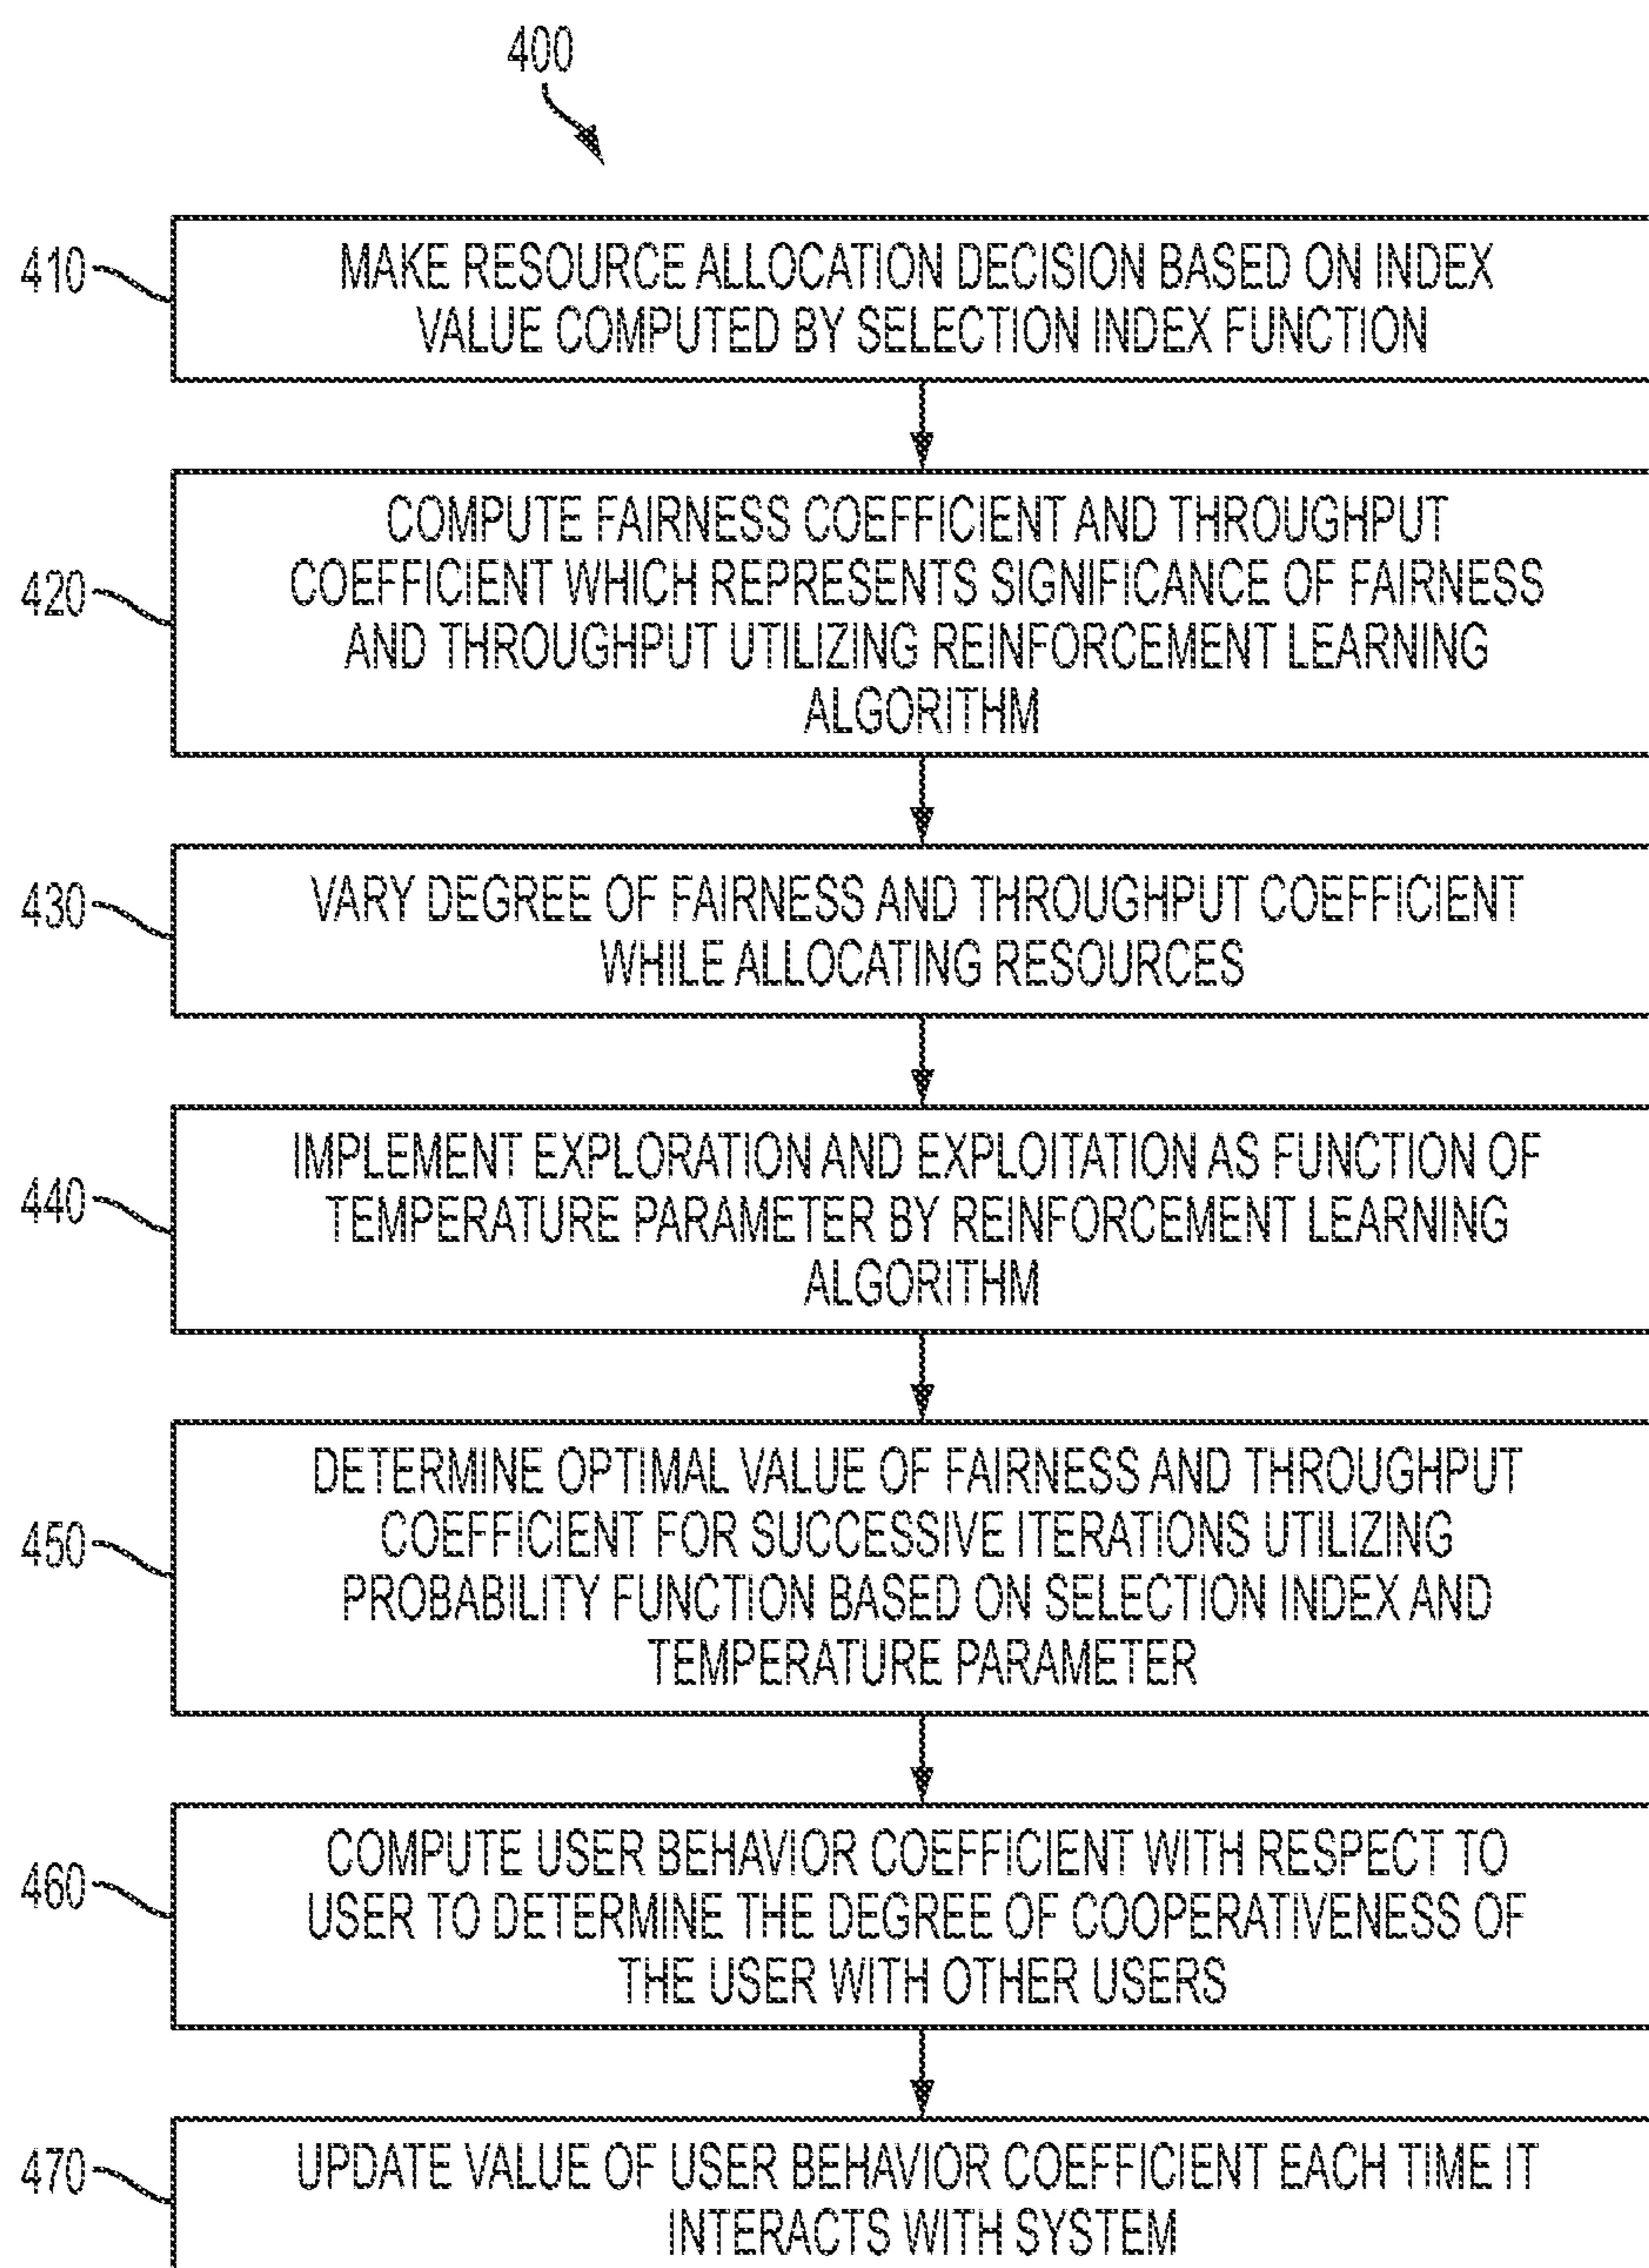 400
410
MAKE RESOURCE ALLOCATION DECISION BASED ON INDEX
VALUE COMPUTED BY SELECTION INDEX FUNCTION
420
COMPUTE FAIRNESS COEFFICIENT AND THROUGHPUT
COEFFICIENT WHICH REPRESENTS SIGNIFICANCE OF FAIRNESS
AND THROUGHPUT UTILIZING REINFORCEMENT LEARNING
ALGORITHM
430
VARY DEGREE OF FAIRNESS AND THROUGHPUT COEFFICIENT
WHILE ALLOCATING RESOURCES
440
IMPLEMENT EXPLORATION AND EXPLOITATION AS FUNCTION OF
TEMPERATURE PARAMETER BY REINFORCEMENT LEARNING
ALGORITHM
450
DETERMINE OPTIMAL VALUE OF FAIRNESS AND THROUGHPUT
COEFFICIENT FOR SUCCESSIVE ITERATIONS UTILIZING
PROBABILITY FUNCTION BASED ON SELECTION INDEX AND
TEMPERATURE PARAMETER
460
COMPUTE USER BEHAVIOR COEFFICIENT WITH RESPECT TO
USER TO DETERMINE THE DEGREE OF COOPERATIVENESS OF
THE USER WITH OTHER USERS
470
UPDATE VALUE OF USER BEHAVIOR COEFFICIENT EACH TIME IT
INTERACTS WITH SYSTEM